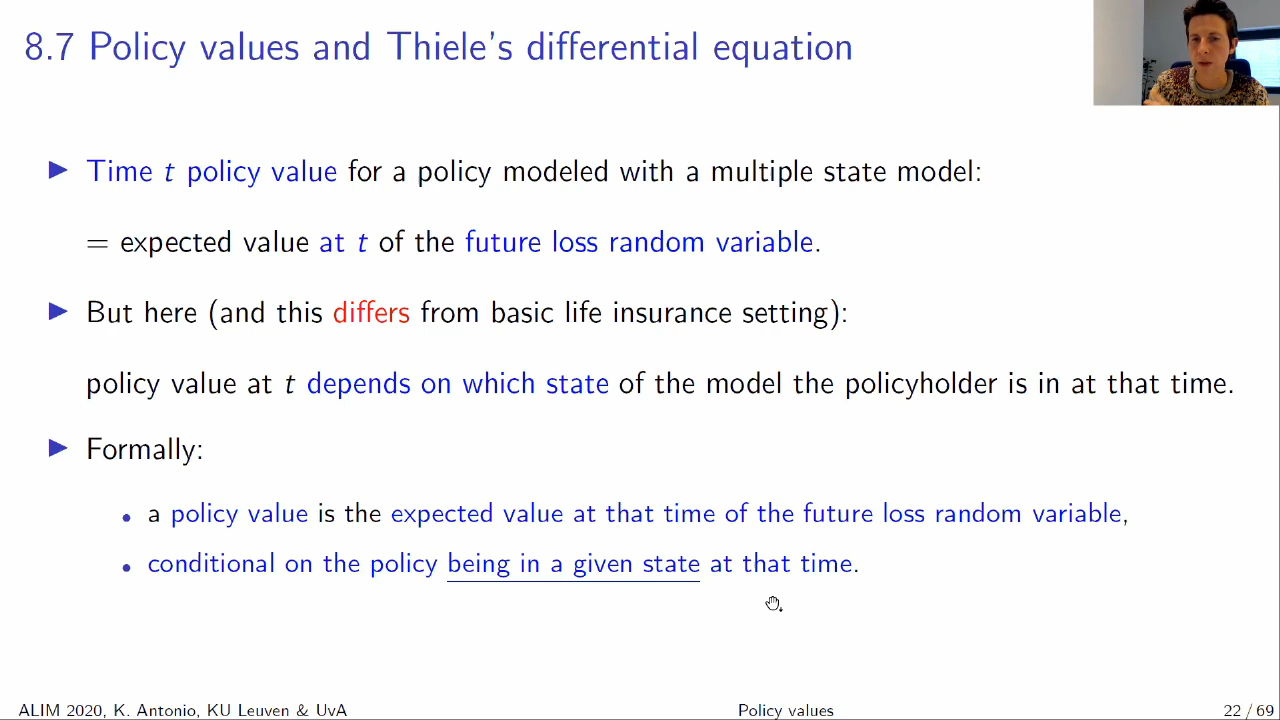 8.7 Policy values and Thiele's differential equation
▶ Time t policy value for a policy modeled with a multiple state model:
= expected value at t of the future loss random variable.
▶ But here (and this differs from basic life insurance setting):
policy value at t depends on which state of the model the policyholder is in at that time.
▶ Formally:
• a policy value is the expected value at that time of the future loss random variable,
• conditional on the policy being in a given state at that time.
ALIM 2020, K. Antonio, KU Leuven & UvA
Policy values
22 / 69